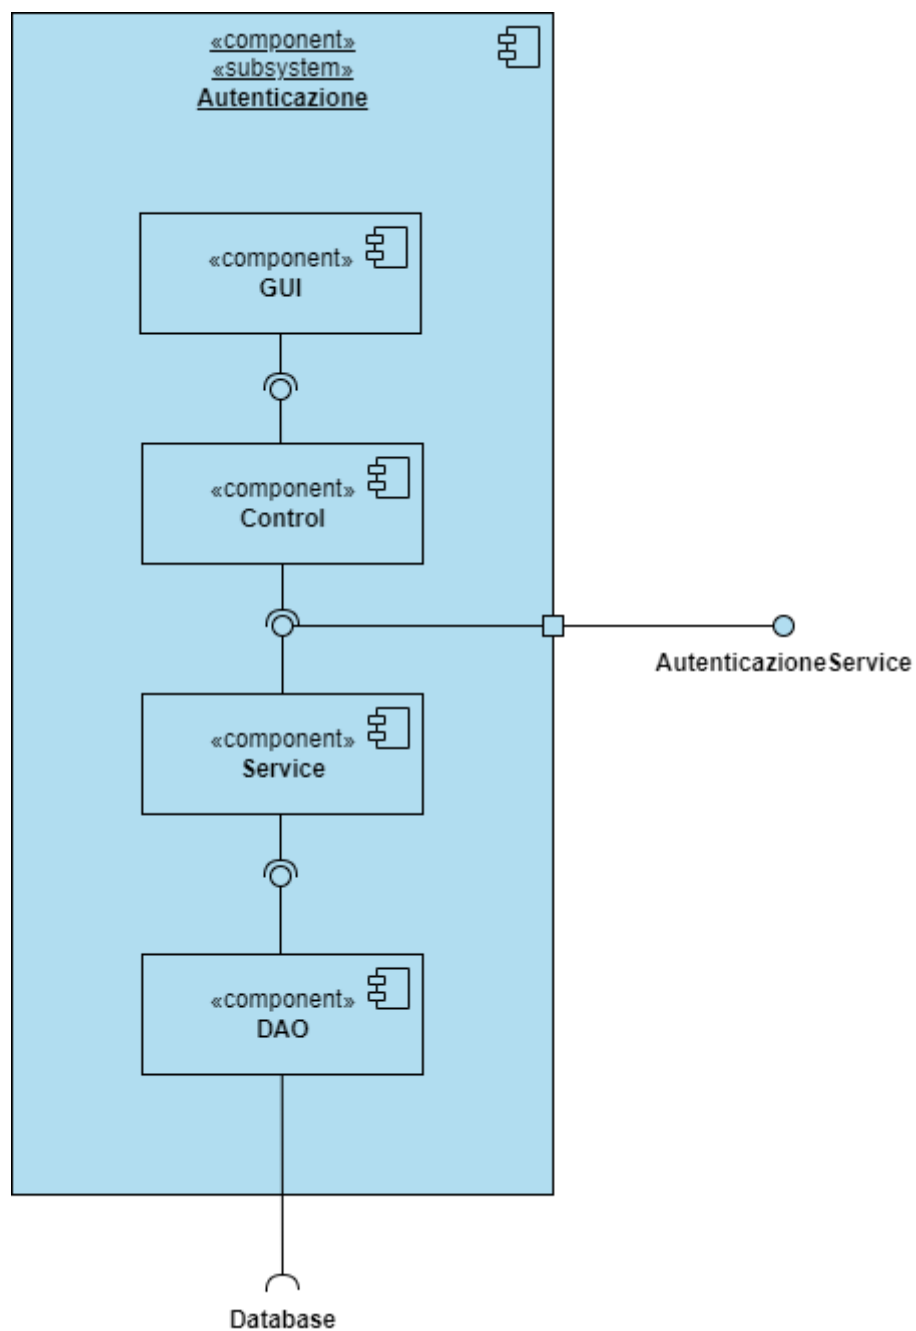 «component»
«subsystem»
Autenticazione
«component»
GUI
«component»
Control
AutenticazioneService
«component»
Service
«component»
DAO
Database